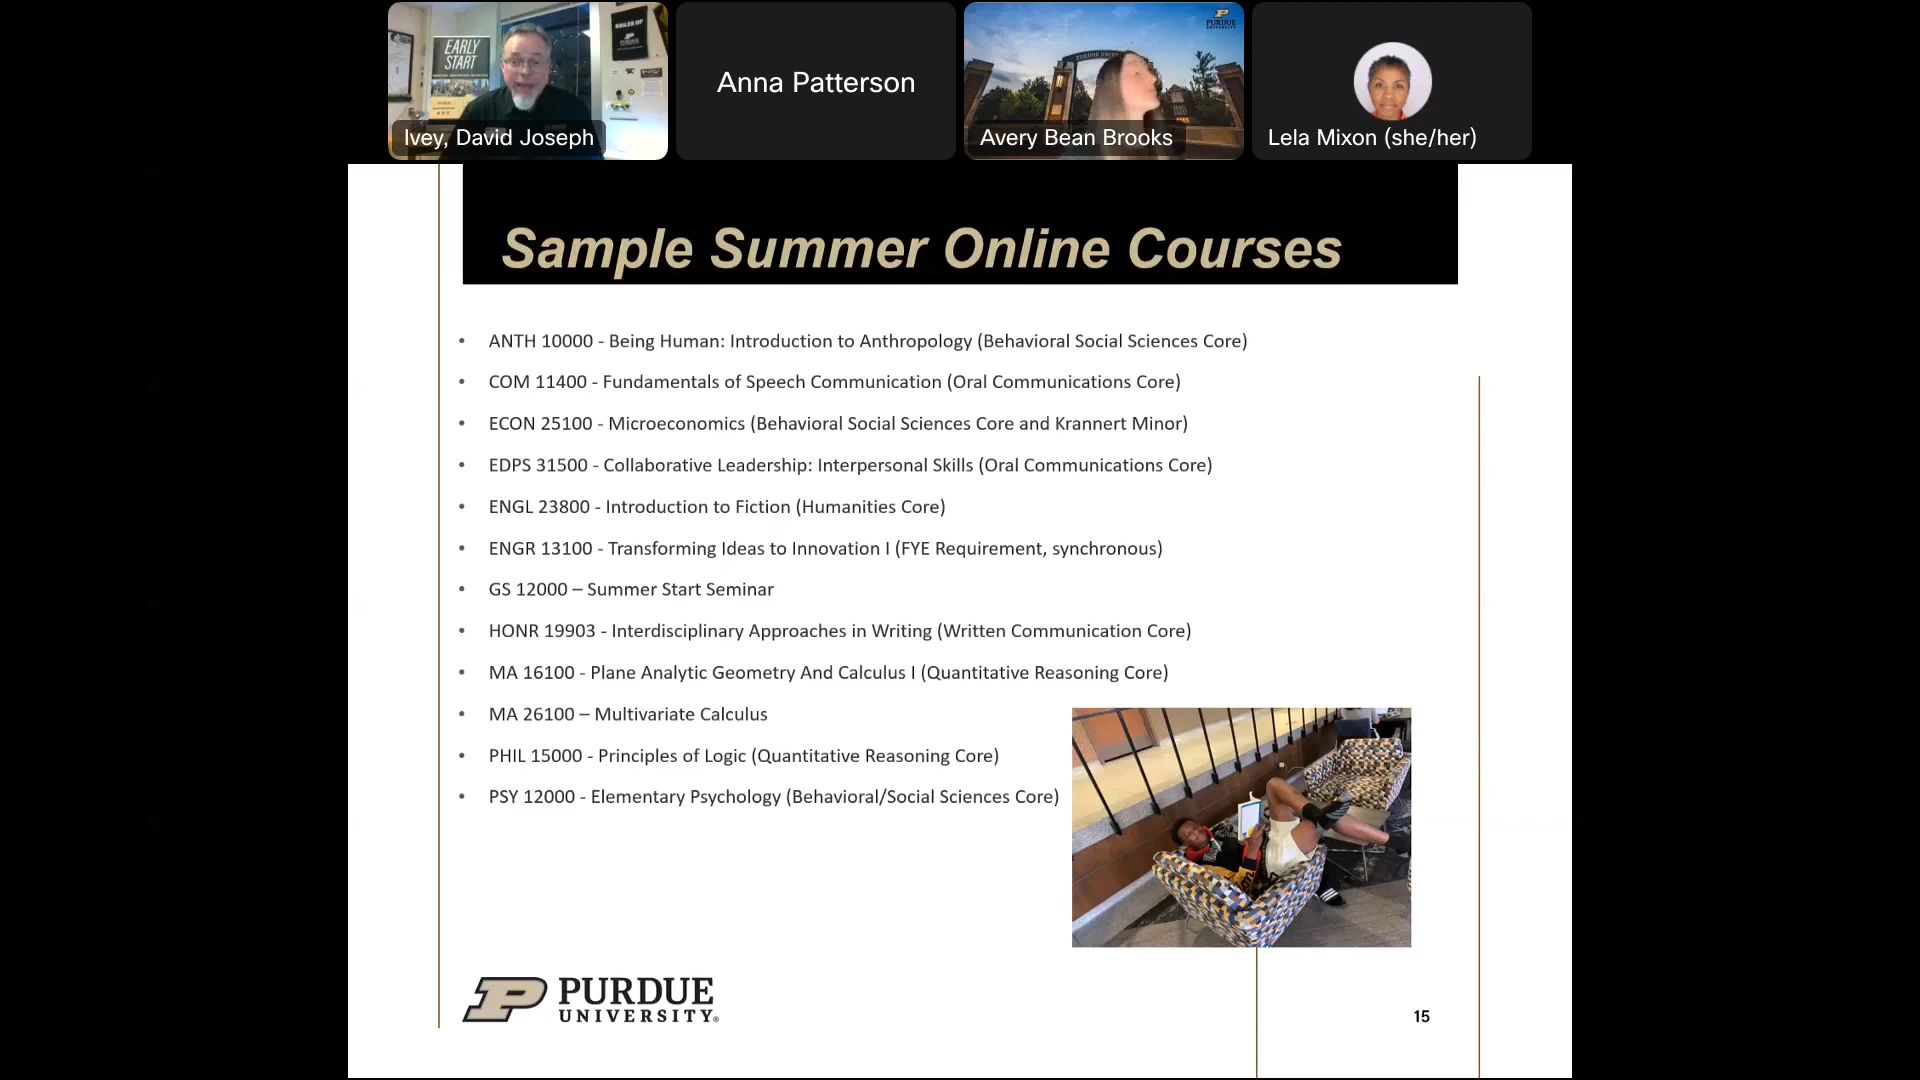 EARLY
START
BOILER UP
Ivey, David Joseph
Anna Patterson
PURDUE
UNIVERSITY
Avery Bean Brooks
Lela Mixon (she/her)
Sample Summer Online Courses
• ANTH 10000 - Being Human: Introduction to Anthropology (Behavioral Social Sciences Core)
• COM 11400 - Fundamentals of Speech Communication (Oral Communications Core)
• ECON 25100 - Microeconomics (Behavioral Social Sciences Core and Krannert Minor)
• EDPS 31500 - Collaborative Leadership: Interpersonal Skills (Oral Communications Core)
• ENGL 23800 - Introduction to Fiction (Humanities Core)
• ENGR 13100 - Transforming Ideas to Innovation I (FYE Requirement, synchronous)
• GS 12000 – Summer Start Seminar
• HONR 19903 - Interdisciplinary Approaches in Writing (Written Communication Core)
• MA 16100 - Plane Analytic Geometry And Calculus I (Quantitative Reasoning Core)
• MA 26100 – Multivariate Calculus
• PHIL 15000 - Principles of Logic (Quantitative Reasoning Core)
• PSY 12000 - Elementary Psychology (Behavioral/Social Sciences Core)
PURDUE
UNIVERSITY®
15